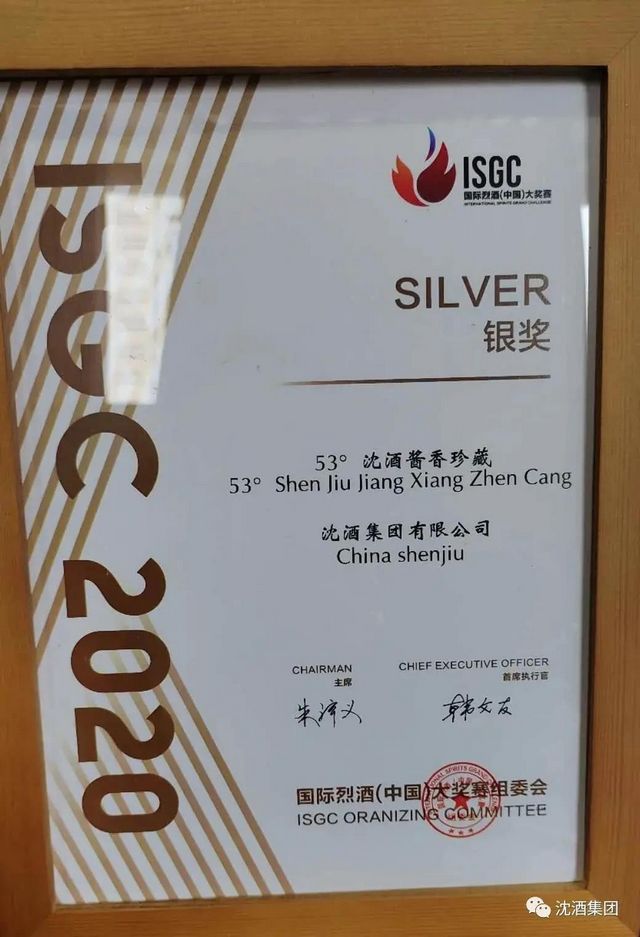 ISGC 2020
ISGC
国际烈酒(中国)大奖赛
INTERNATIONAL SPIRITS GRAND CHALLENGE
SILVER
银奖
53° 沈酒酱香珍藏
53° Shen Jiu Jiang Xiang Zhen Cang
沈酒集团有限公司
China shenjiu
CHAIRMAN
主席
CHIEF EXECUTIVE OFFICER
首席执行官
韩文友
国际烈酒(中国)大奖赛组委会
ISGC ORANIZING COMMITTEE
沈酒集团